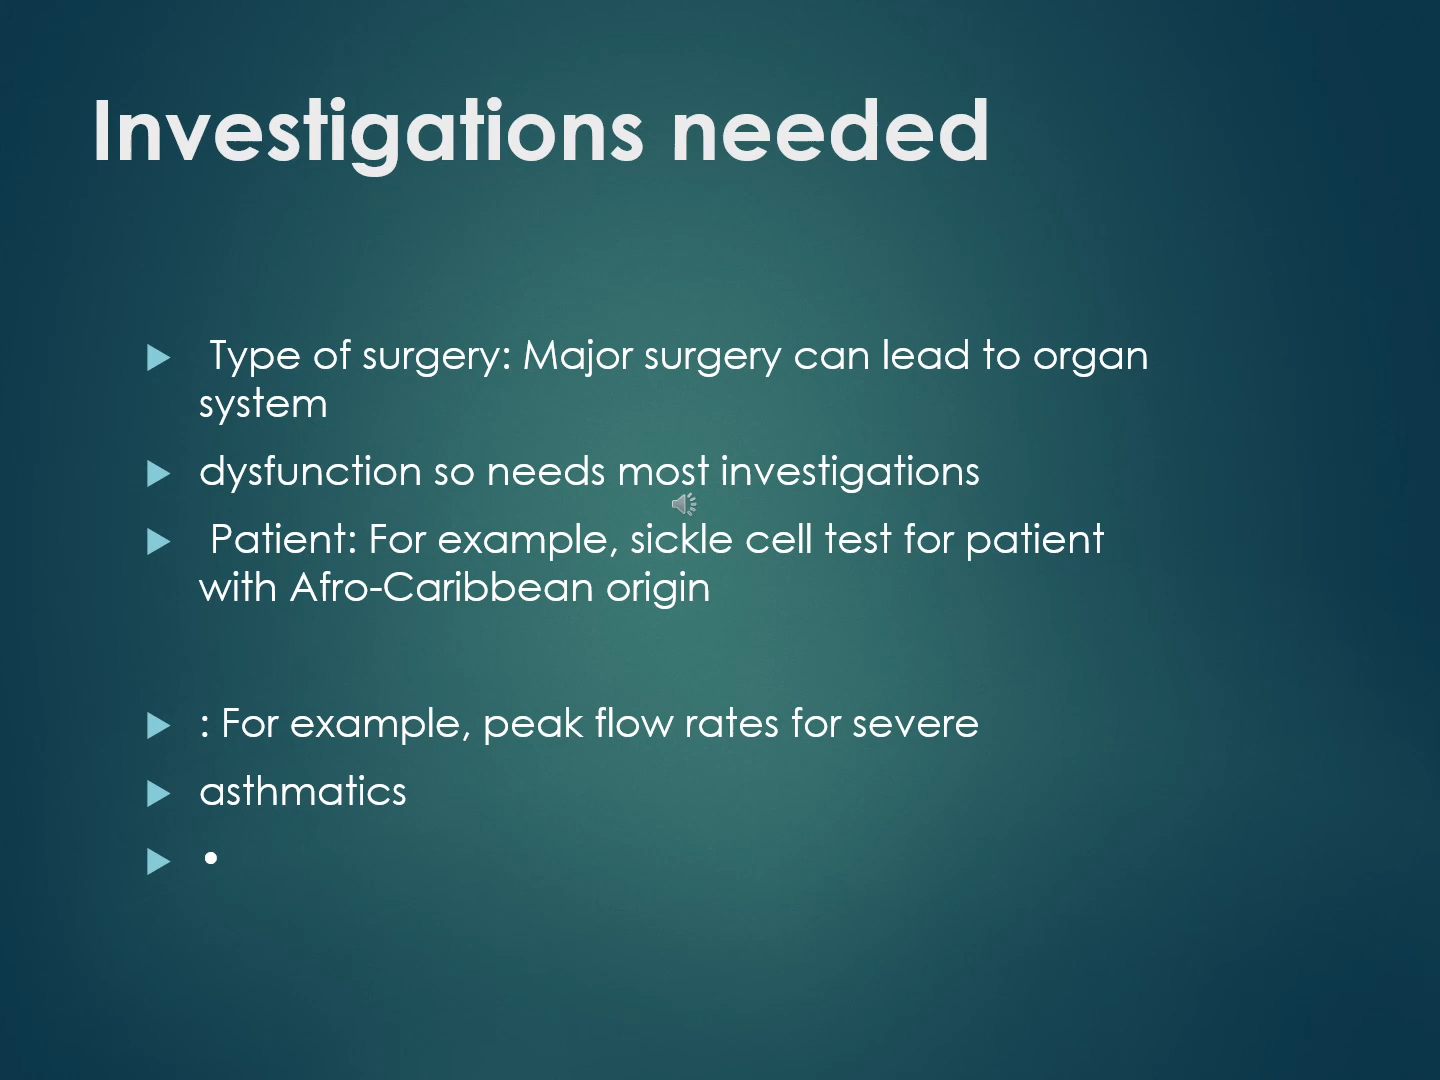 Investigations needed
Type of surgery: Major surgery can lead to organ
system
dysfunction so needs most investigations
Patient: For example, sickle cell test for patient
with Afro-Caribbean origin
: For example, peak flow rates for severe
asthmatics
•